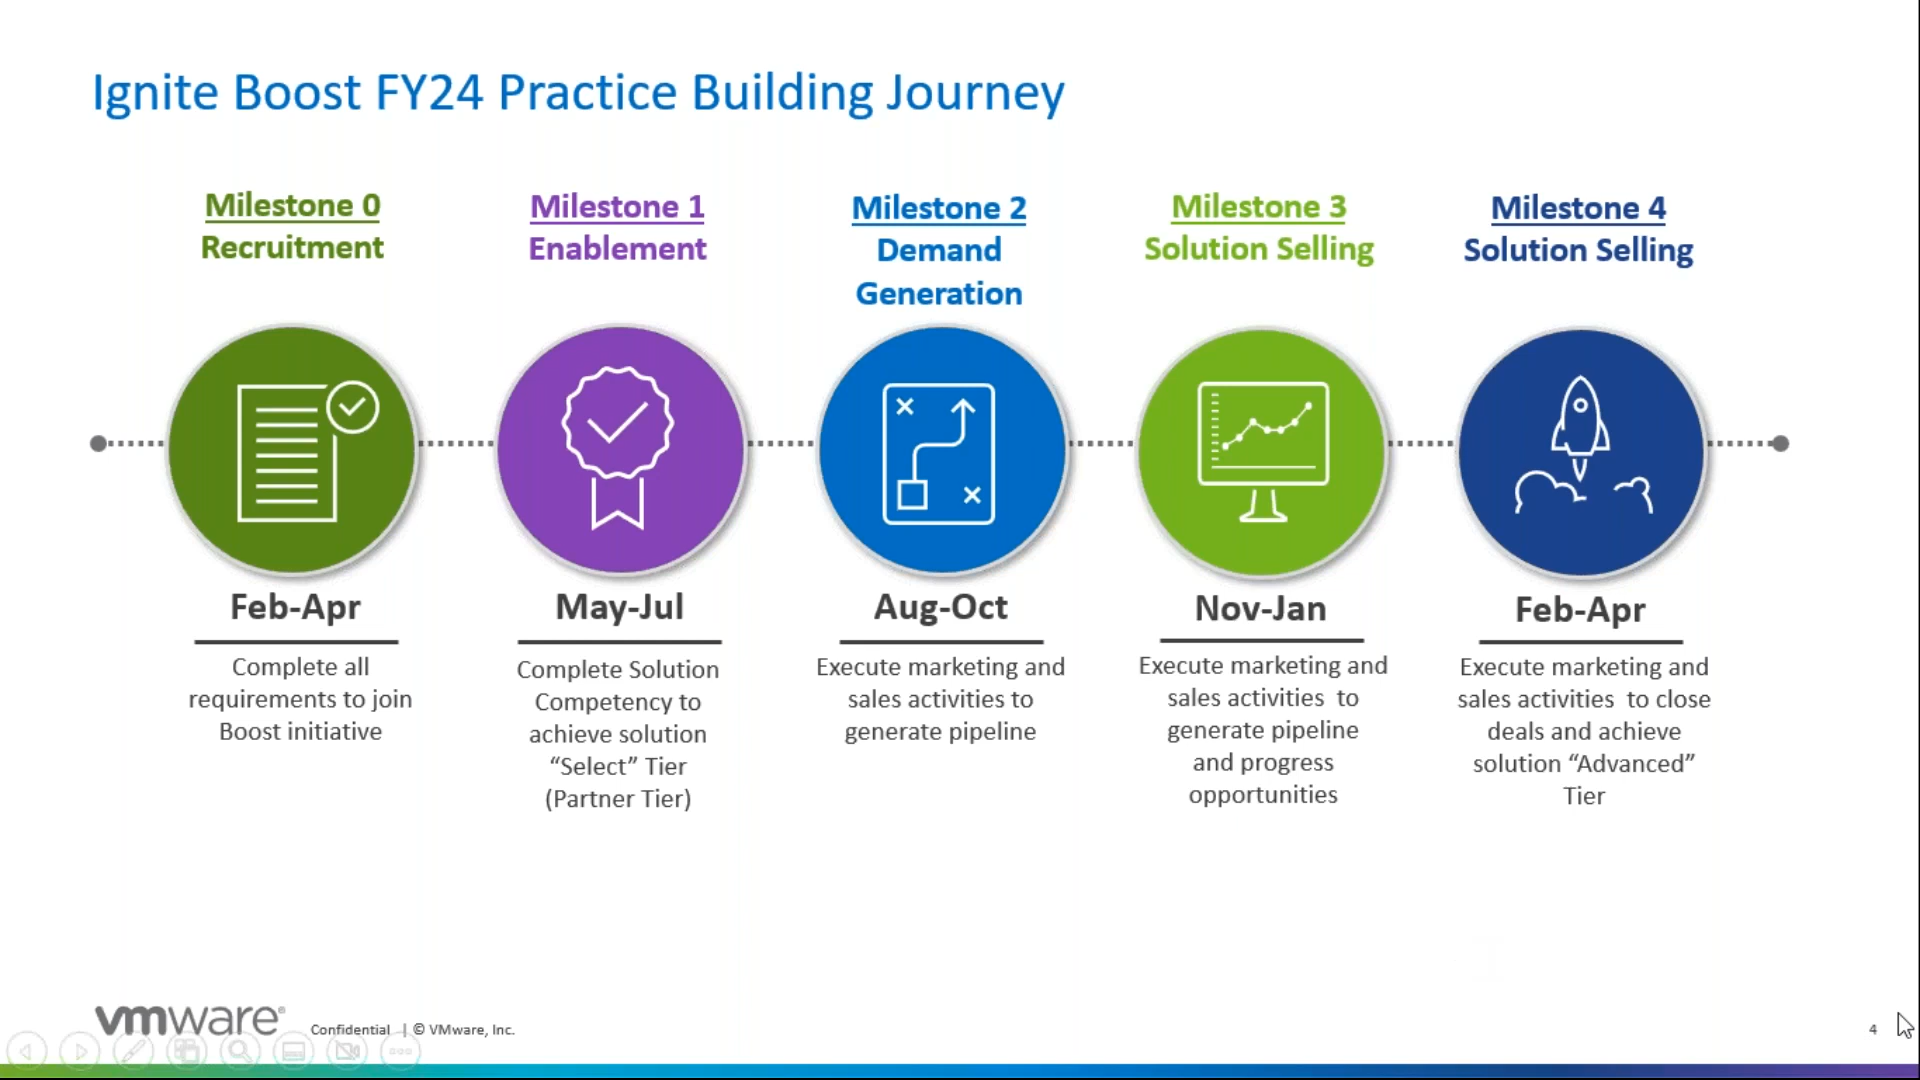 Ignite Boost FY24 Practice Building Journey
Milestone 0
Recruitment
Feb-Apr
Complete all
requirements to join
Boost initiative
Milestone 1
Enablement
May-Jul
Complete Solution
Competency to
achieve solution
“Select” Tier
(Partner Tier)
Milestone 2
Demand
Generation
Aug-Oct
Execute marketing and
sales activities to
generate pipeline
Milestone 3
Solution Selling
Nov-Jan
Execute marketing and
sales activities to
generate pipeline
and progress
opportunities
Milestone 4
Solution Selling
Feb-Apr
Execute marketing and
sales activities to close
deals and achieve
solution “Advanced”
Tier
vmware®
Confidential | © VMware, Inc.
4